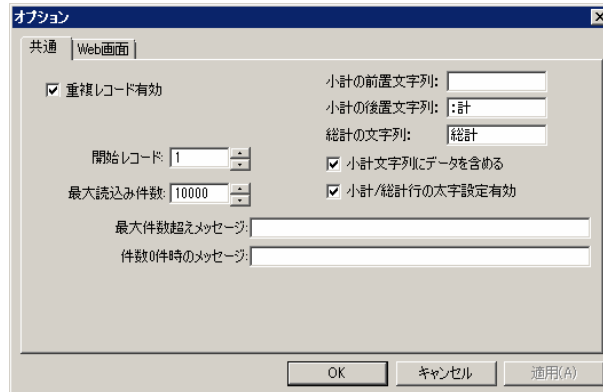 オプション
共通 Web画面
重複レコード有効
小計の前置文字列:
小計の後置文字列: :計
総計の文字列: 総計
開始レコード: 1
小計文字列にデータを含める
最大読込み件数: 10000
小計/総計行の太字設定有効
最大件数超えメッセージ:
件数0件時のメッセージ:
OK キャンセル 適用(A)